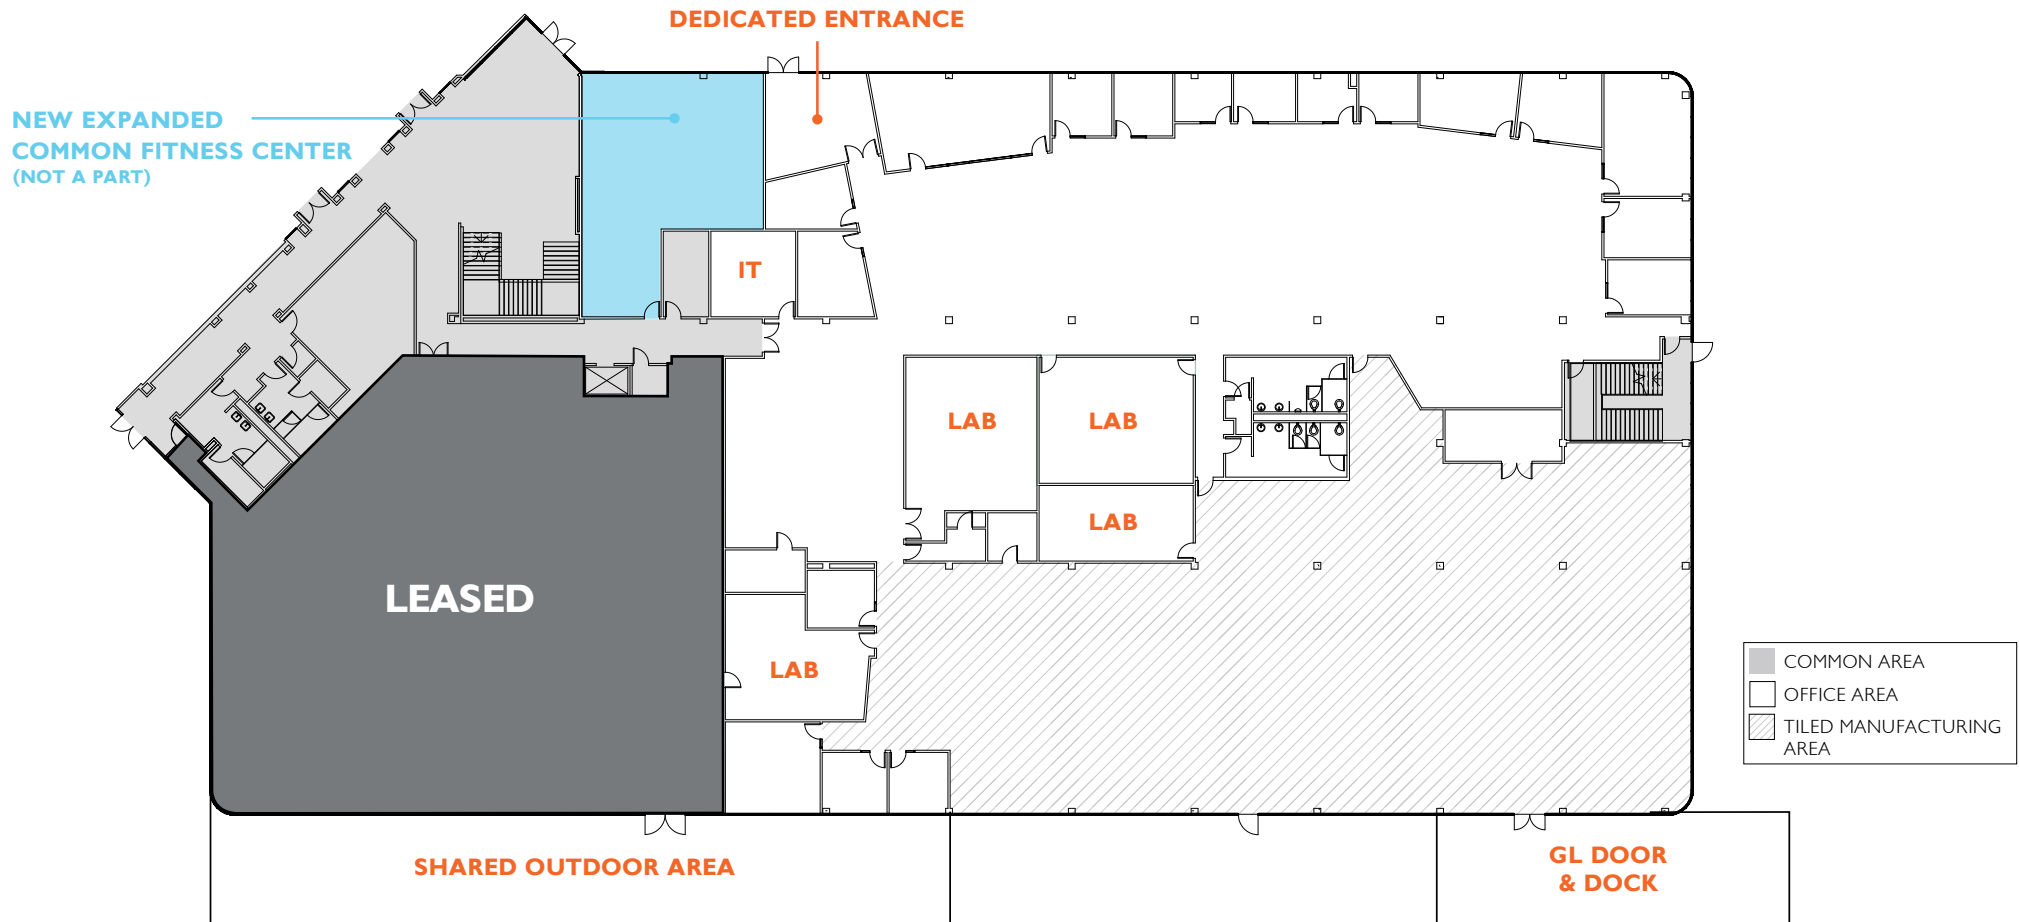 DEDICATED ENTRANCE
NEW EXPANDED
COMMON FITNESS CENTER
(NOT A PART)
IT
LAB
LAB
LAB
LEASED
LAB
COMMON AREA
OFFICE AREA
TILED MANUFACTURING
AREA
SHARED OUTDOOR AREA
GL DOOR
& DOCK